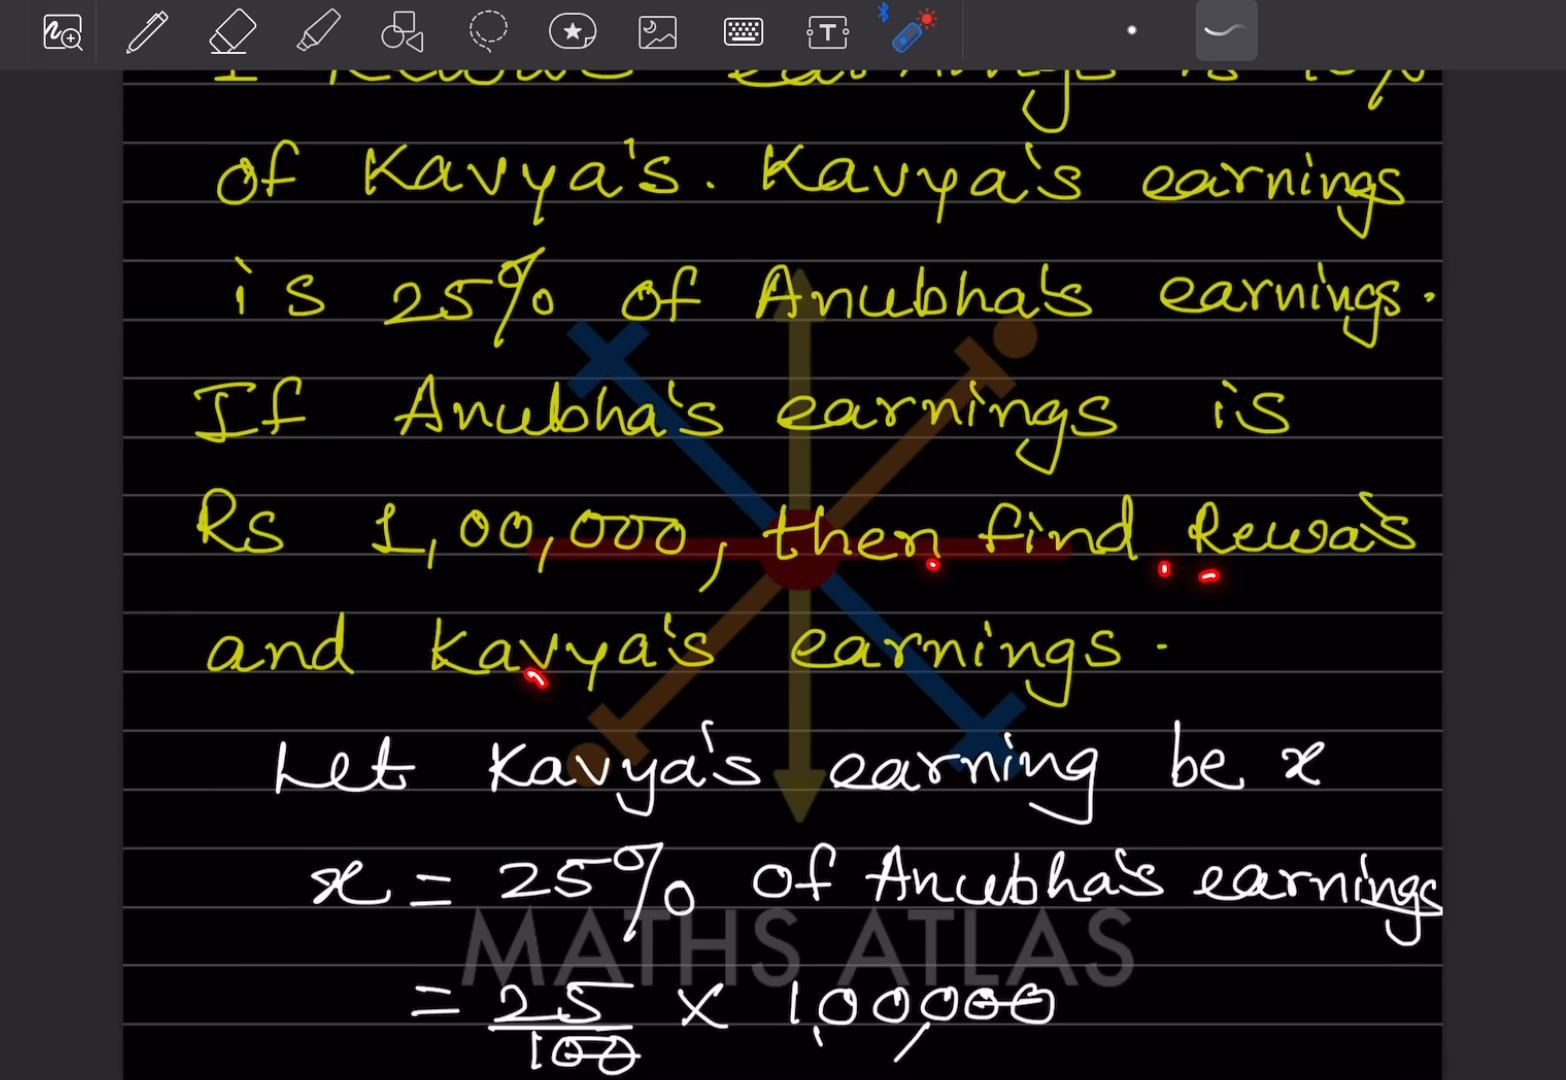 earnings is
of Kavya's. Kavya's earnings
is 25% of Anubha's earnings.
If Anubha's earnings is
Rs 1,00,000, then find Rewa's
and Kavya's earnings.
Let Kavya's earning be x
x = 25% of Anubha's earnings
= 25/100 × 1,00,000
MATHS ATLAS